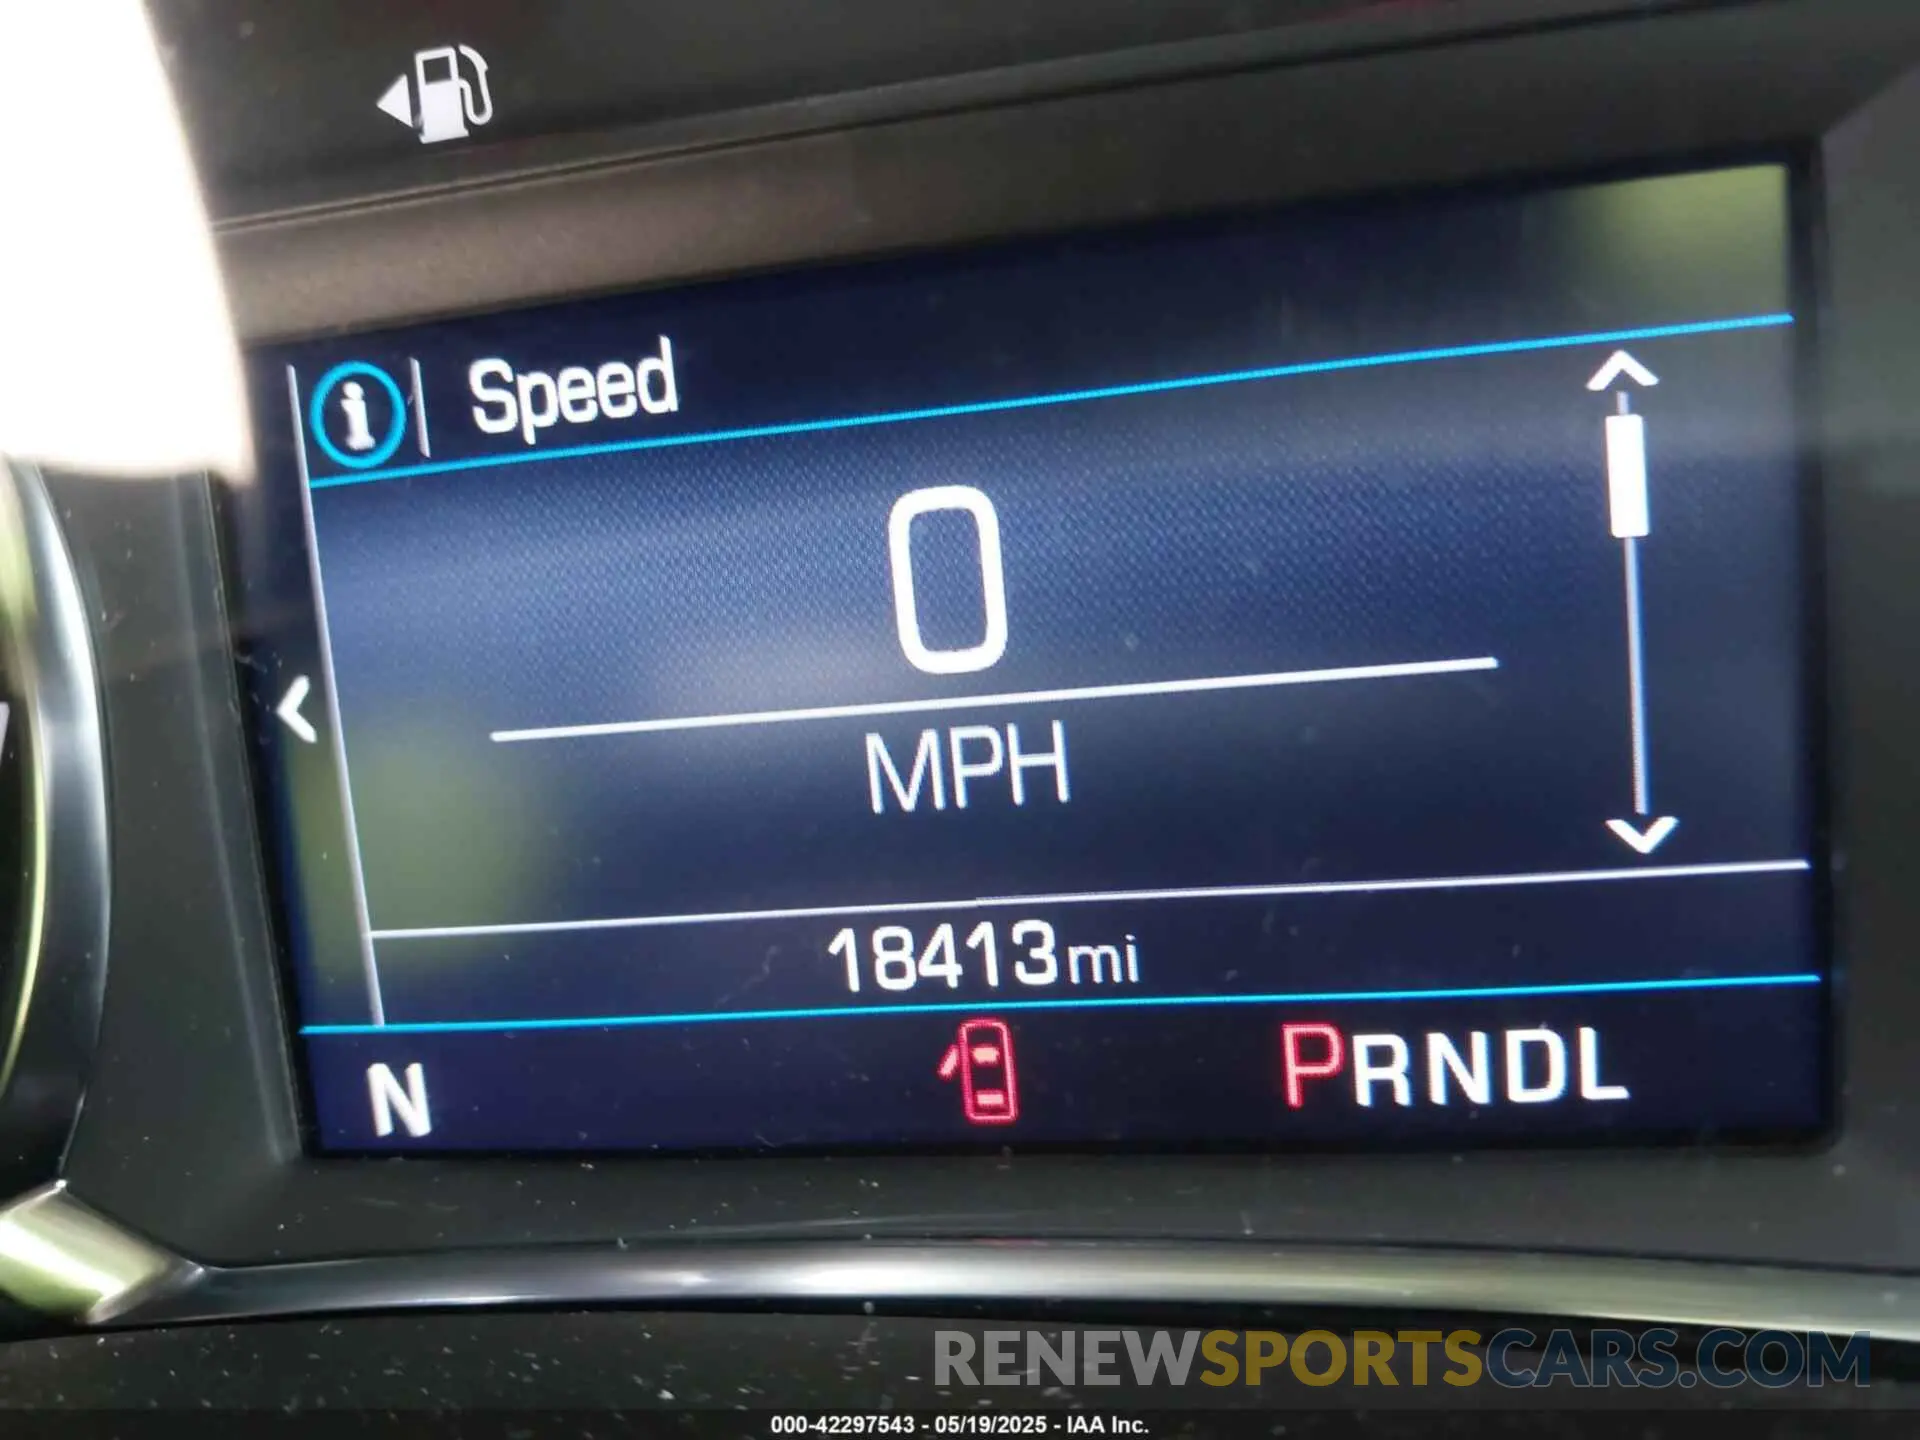 Speed
0
MPH
18413mi
N
PRNDL
RENEWSPORTSCARS.COM
000-42297543 - 05/19/2025 - IAA Inc.